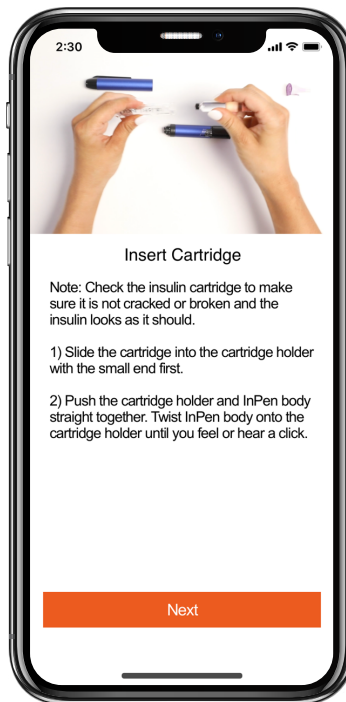 2:30
Insert Cartridge
Note: Check the insulin cartridge to make
sure it is not cracked or broken and the
insulin looks as it should.
1) Slide the cartridge into the cartridge holder
with the small end first.
2) Push the cartridge holder and InPen body
straight together. Twist InPen body onto the
cartridge holder until you feel or hear a click.
Next